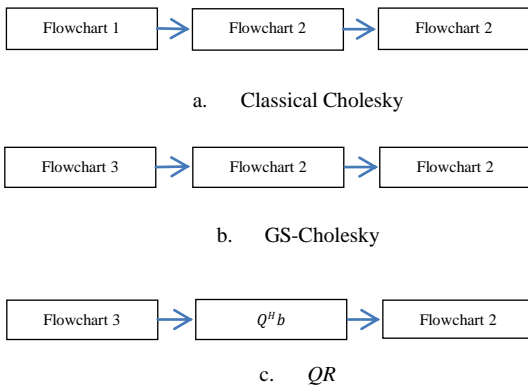 Flowchart 1 Flowchart 2 Flowchart 2
a. Classical Cholesky
Flowchart 3 Flowchart 2 Flowchart 2
b. GS-Cholesky
Flowchart 3 Q^H b Flowchart 2
c. QR